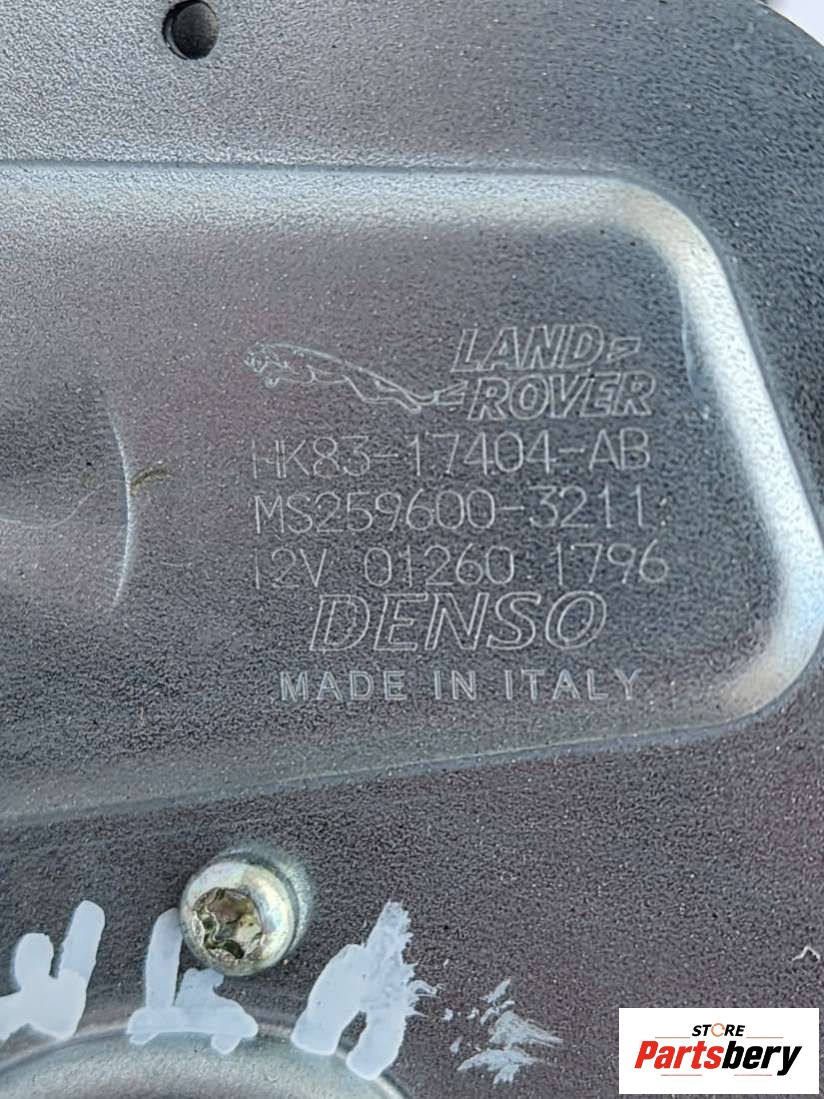 LAND
ROVER
HK83-17404-AB
MS259600-3211
12V 01260 1796
DENSO
MADE IN ITALY
STORE
Partsbery